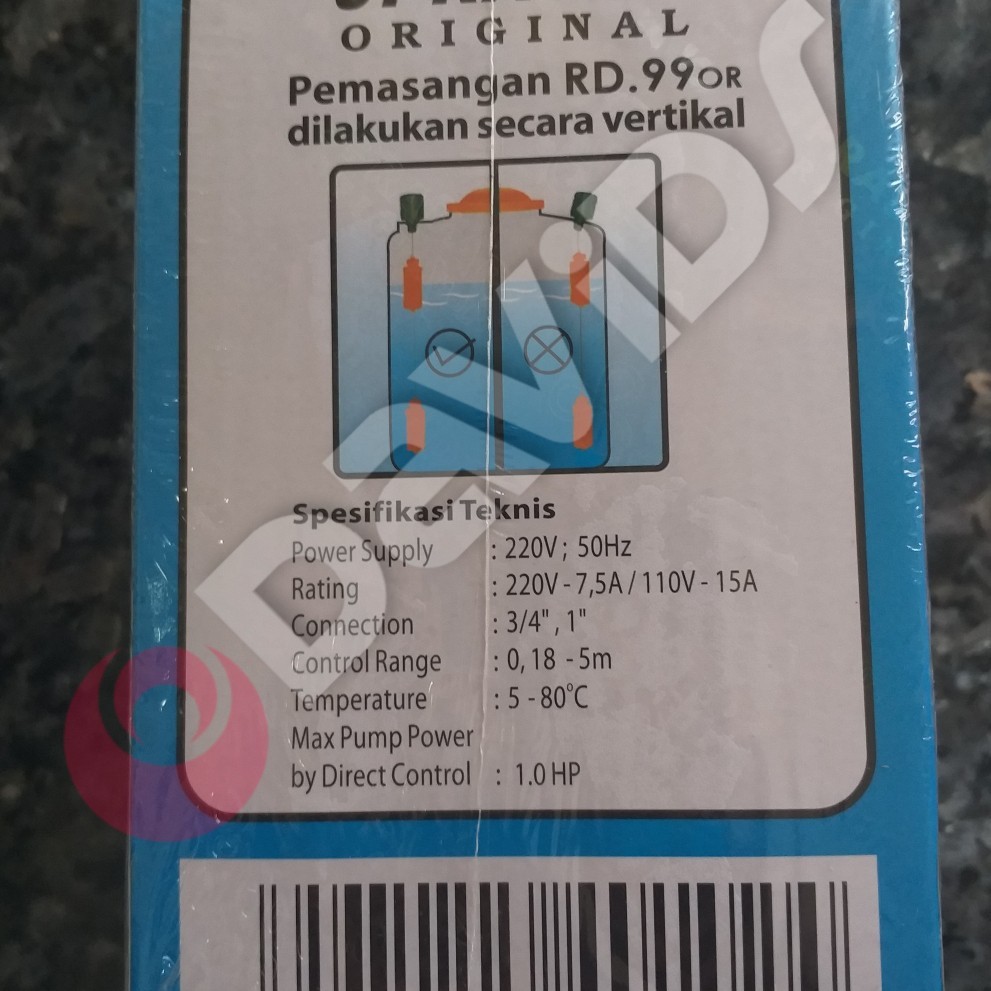 ORIGINAL
Pemasangan RD.99OR
dilakukan secara vertikal
Spesifikasi Teknis
Power Supply : 220V; 50Hz
Rating : 220V - 7,5A / 110V - 15A
Connection : 3/4", 1"
Control Range : 0,18 - 5m
Temperature : 5 - 80°C
Max Pump Power
by Direct Control : 1.0 HP
DaviDS